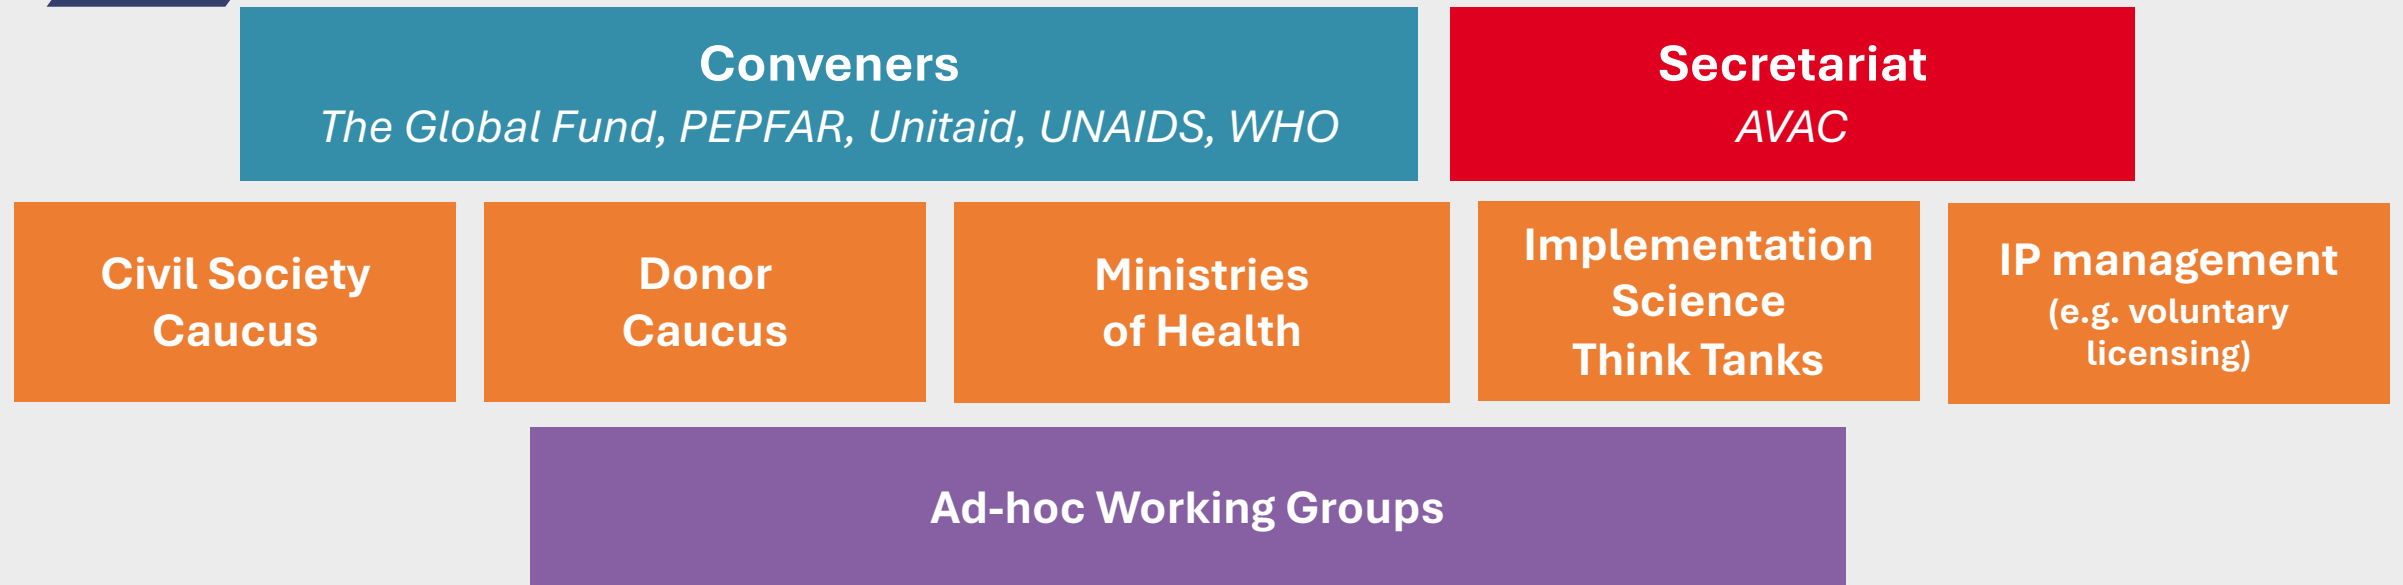 Conveners
The Global Fund, PEPFAR, Unitaid, UNAIDS, WHO
Secretariat
AVAC
Civil Society
Caucus
Donor
Caucus
Ministries
of Health
Implementation
Science
Think Tanks
IP management
(e.g. voluntary
licensing)
Ad-hoc Working Groups